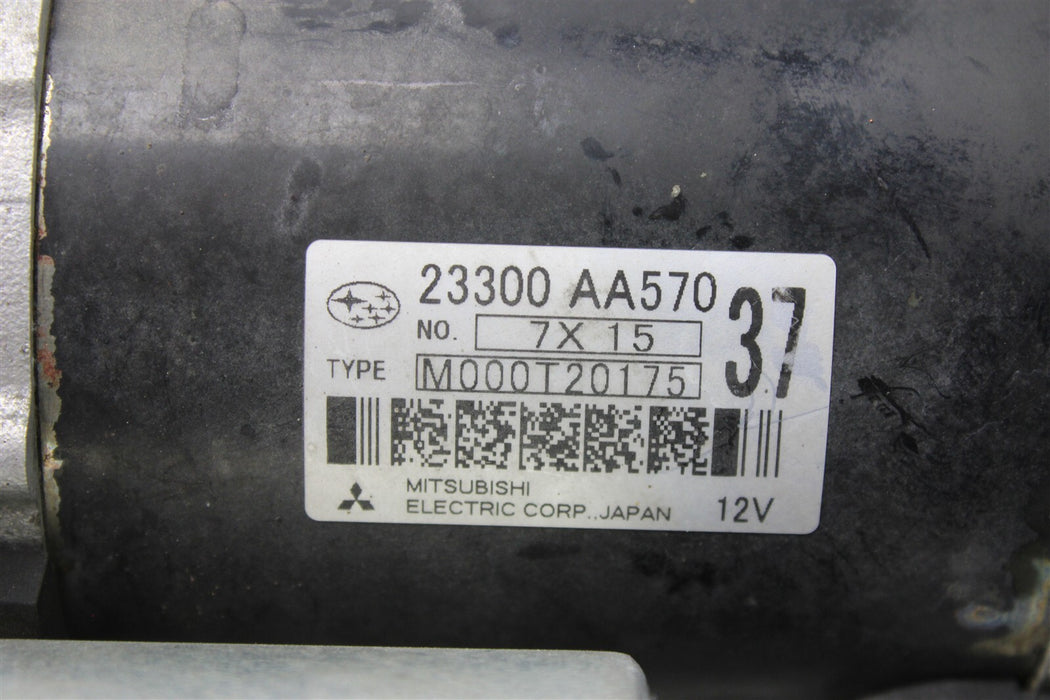 23300 AA570
37
NO. 7X 15
TYPE M000T20175
MITSUBISHI
ELECTRIC CORP., JAPAN
12V